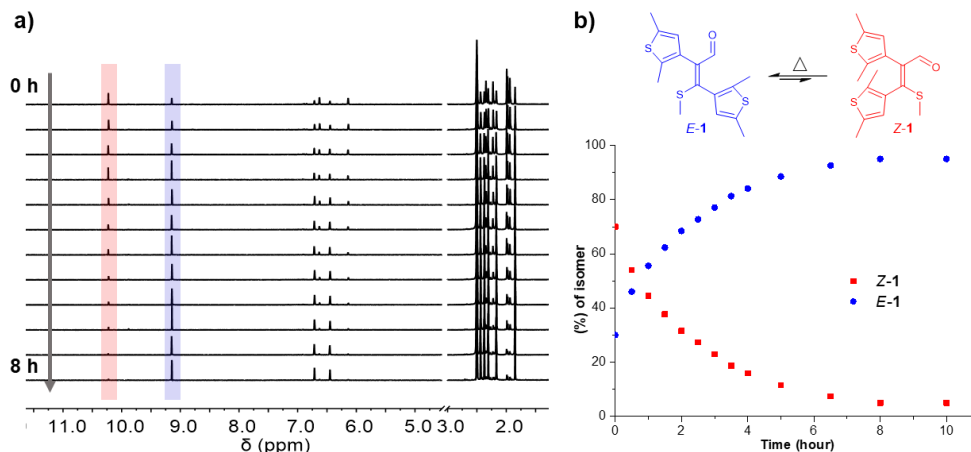 a)
0 h
8 h
11.0 10.0 9.0 8.0 7.0 6.0 5.0 3.0 2.0
δ (ppm)
b)
S
O
S
S
E-1
△
S
O
S
S
Z-1
100
80
60
40
20
0
(%) of isomer
Z-1
E-1
0 2 4 6 8 10
Time (hour)